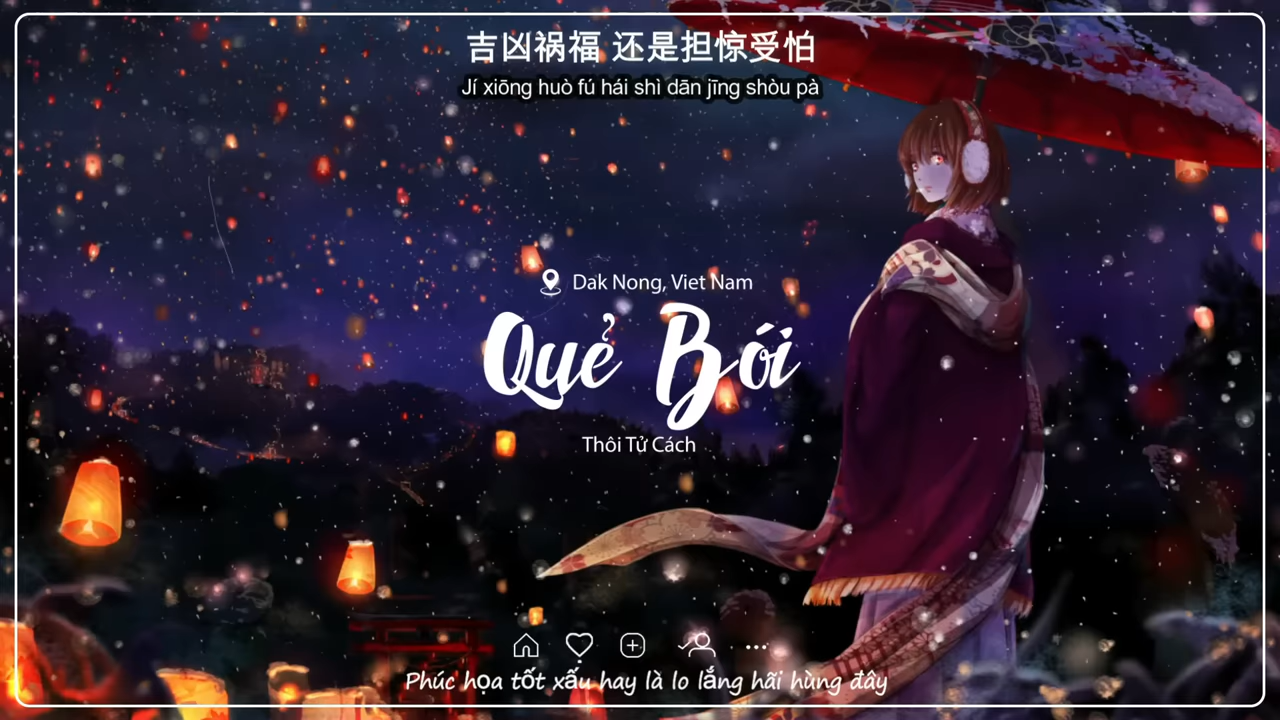 吉凶祸福 还是担惊受怕
Jí xiōng huò fú hái shì dān jīng shòu pà
Dak Nong, Viet Nam
Quẻ Bói
Thôi Tử Cách
Phúc họa tốt xấu hay là lo lắng hãi hùng đây